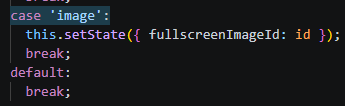 case 'image':
this.setState({ fullscreenImageId: id });
break;
default:
break;